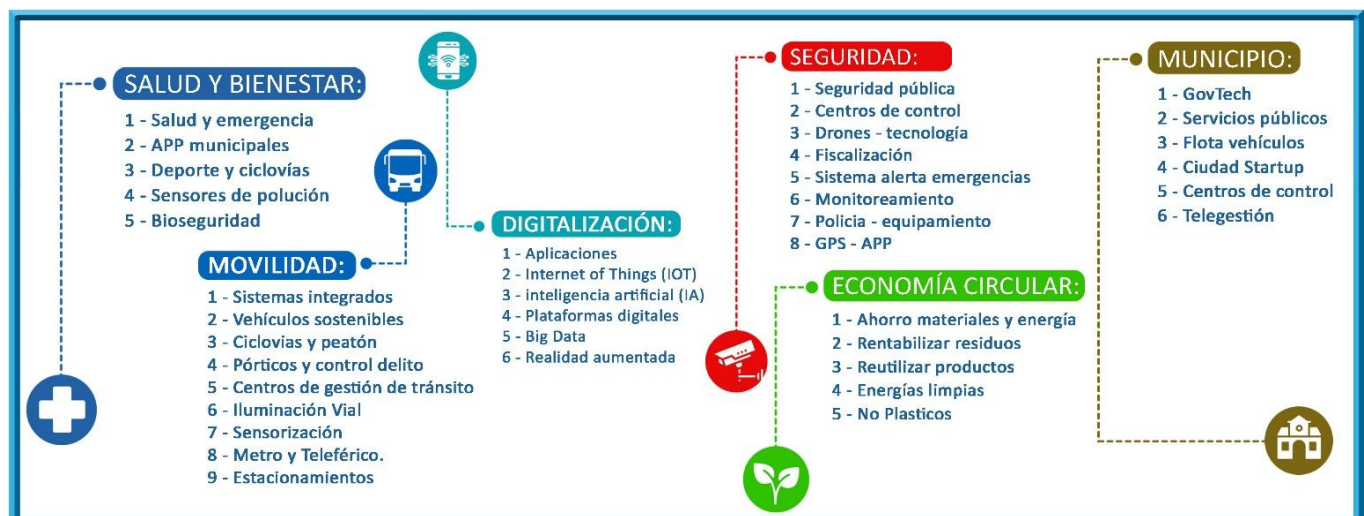 SALUD Y BIENESTAR:
1 - Salud y emergencia
2 - APP municipales
3 - Deporte y ciclovías
4 - Sensores de polución
5 - Bioseguridad
MOVILIDAD:
1 - Sistemas integrados
2 - Vehículos sostenibles
3 - Ciclovias y peatón
4 - Pórticos y control delito
5 - Centros de gestión de tránsito
6 - Iluminación Vial
7 - Sensorización
8 - Metro y Teleférico.
9 - Estacionamientos
DIGITALIZACIÓN:
1 - Aplicaciones
2 - Internet of Things (IOT)
3 - inteligencia artificial (IA)
4 - Plataformas digitales
5 - Big Data
6 - Realidad aumentada
SEGURIDAD:
1 - Seguridad pública
2 - Centros de control
3 - Drones - tecnología
4 - Fiscalización
5 - Sistema alerta emergencias
6 - Monitoreamiento
7 - Policia - equipamiento
8 - GPS - APP
ECONOMÍA CIRCULAR:
1 - Ahorro materiales y energía
2 - Rentabilizar residuos
3 - Reutilizar productos
4 - Energías limpias
5 - No Plasticos
MUNICIPIO:
1 - GovTech
2 - Servicios públicos
3 - Flota vehículos
4 - Ciudad Startup
5 - Centros de control
6 - Telegestión